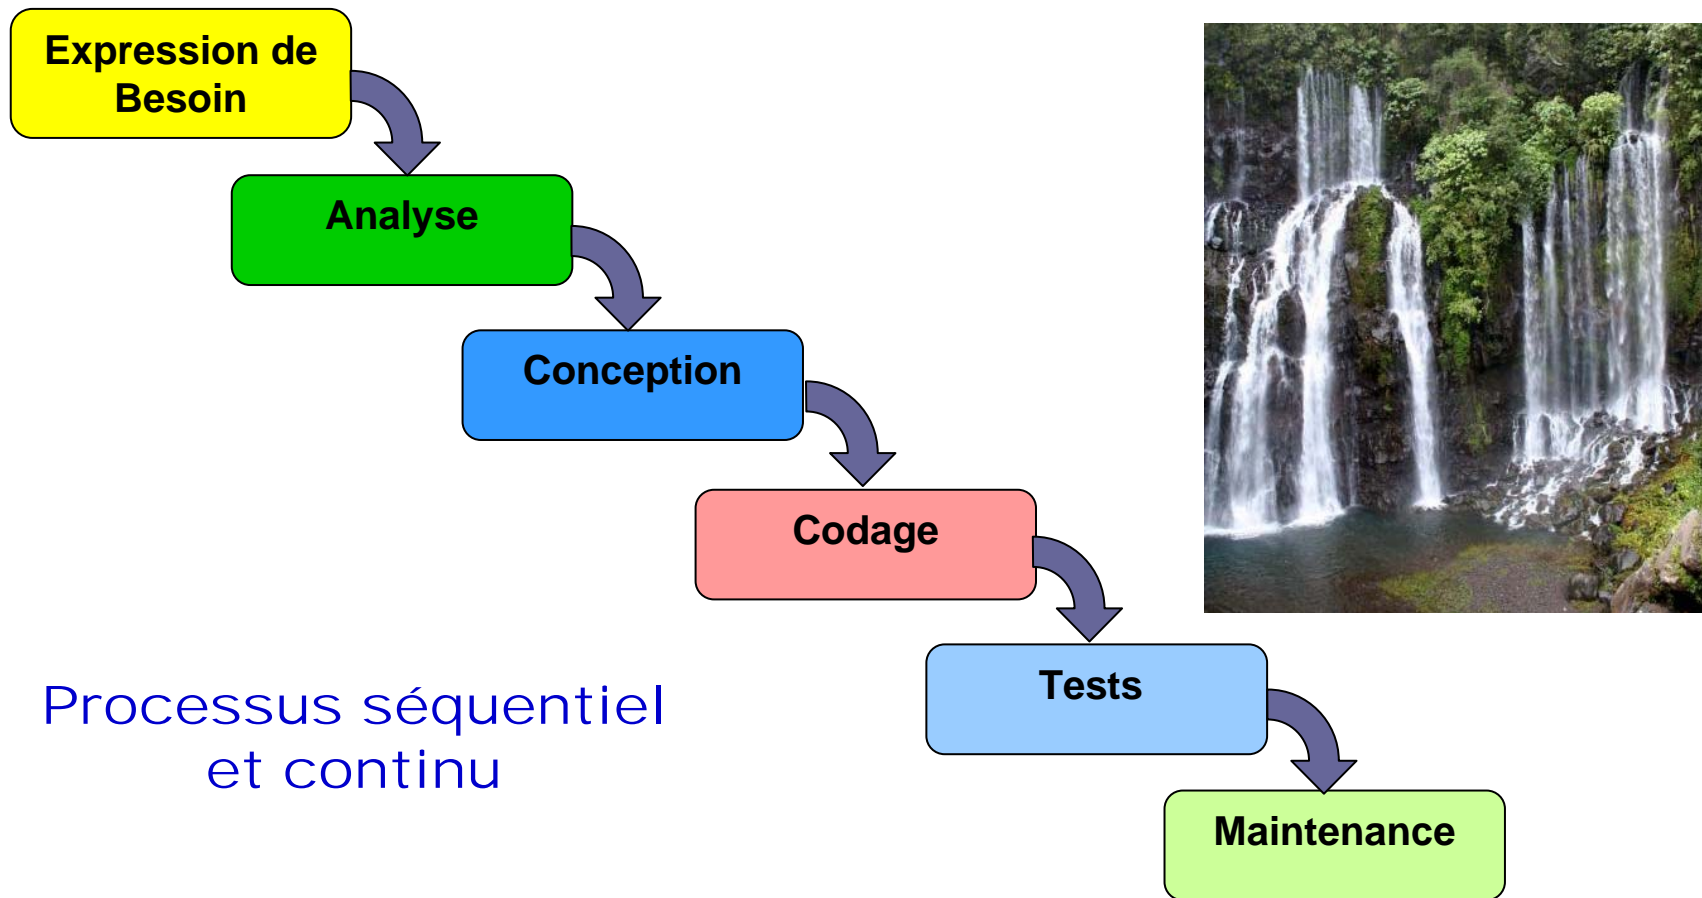 Expression de
Besoin
Analyse
Conception
Codage
Tests
Processus séquentiel
et continu
Maintenance